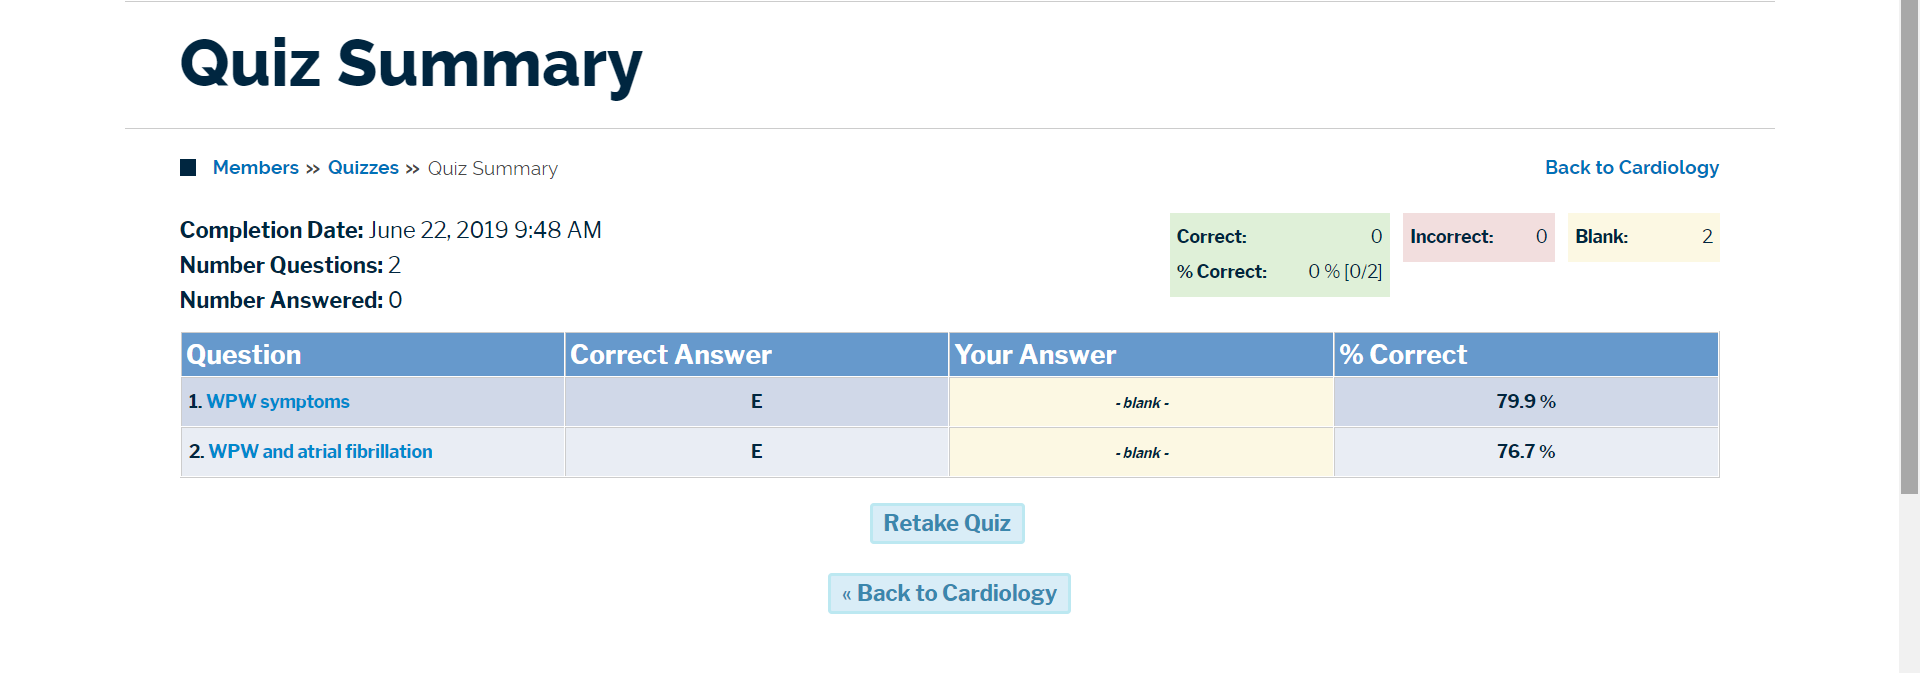 Quiz Summary
Members » Quizzes » Quiz Summary
Back to Cardiology
Completion Date: June 22, 2019 9:48 AM
Number Questions: 2
Number Answered: 0
Correct: 0
% Correct: 0 % [0/2]
Incorrect: 0
Blank: 2
Question Correct Answer Your Answer % Correct
1. WPW symptoms E - blank - 79.9 %
2. WPW and atrial fibrillation E - blank - 76.7 %
Retake Quiz
« Back to Cardiology